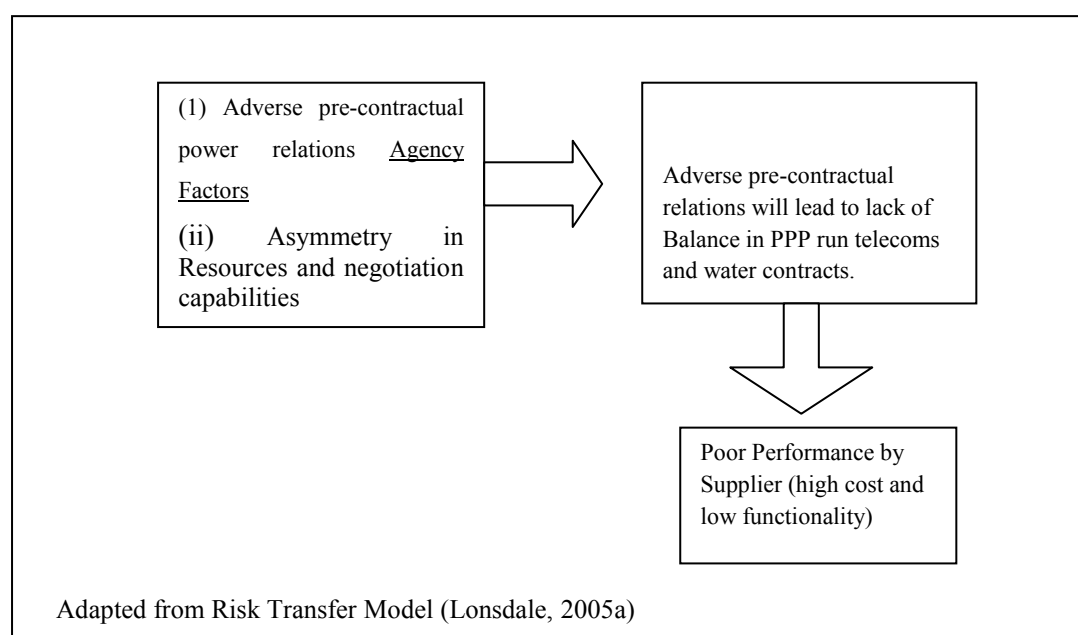 (1) Adverse pre-contractual
power relations Agency
Factors
(ii) Asymmetry in
Resources and negotiation
capabilities
Adverse pre-contractual
relations will lead to lack of
Balance in PPP run telecoms
and water contracts.
Poor Performance by
Supplier (high cost and
low functionality)
Adapted from Risk Transfer Model (Lonsdale, 2005a)